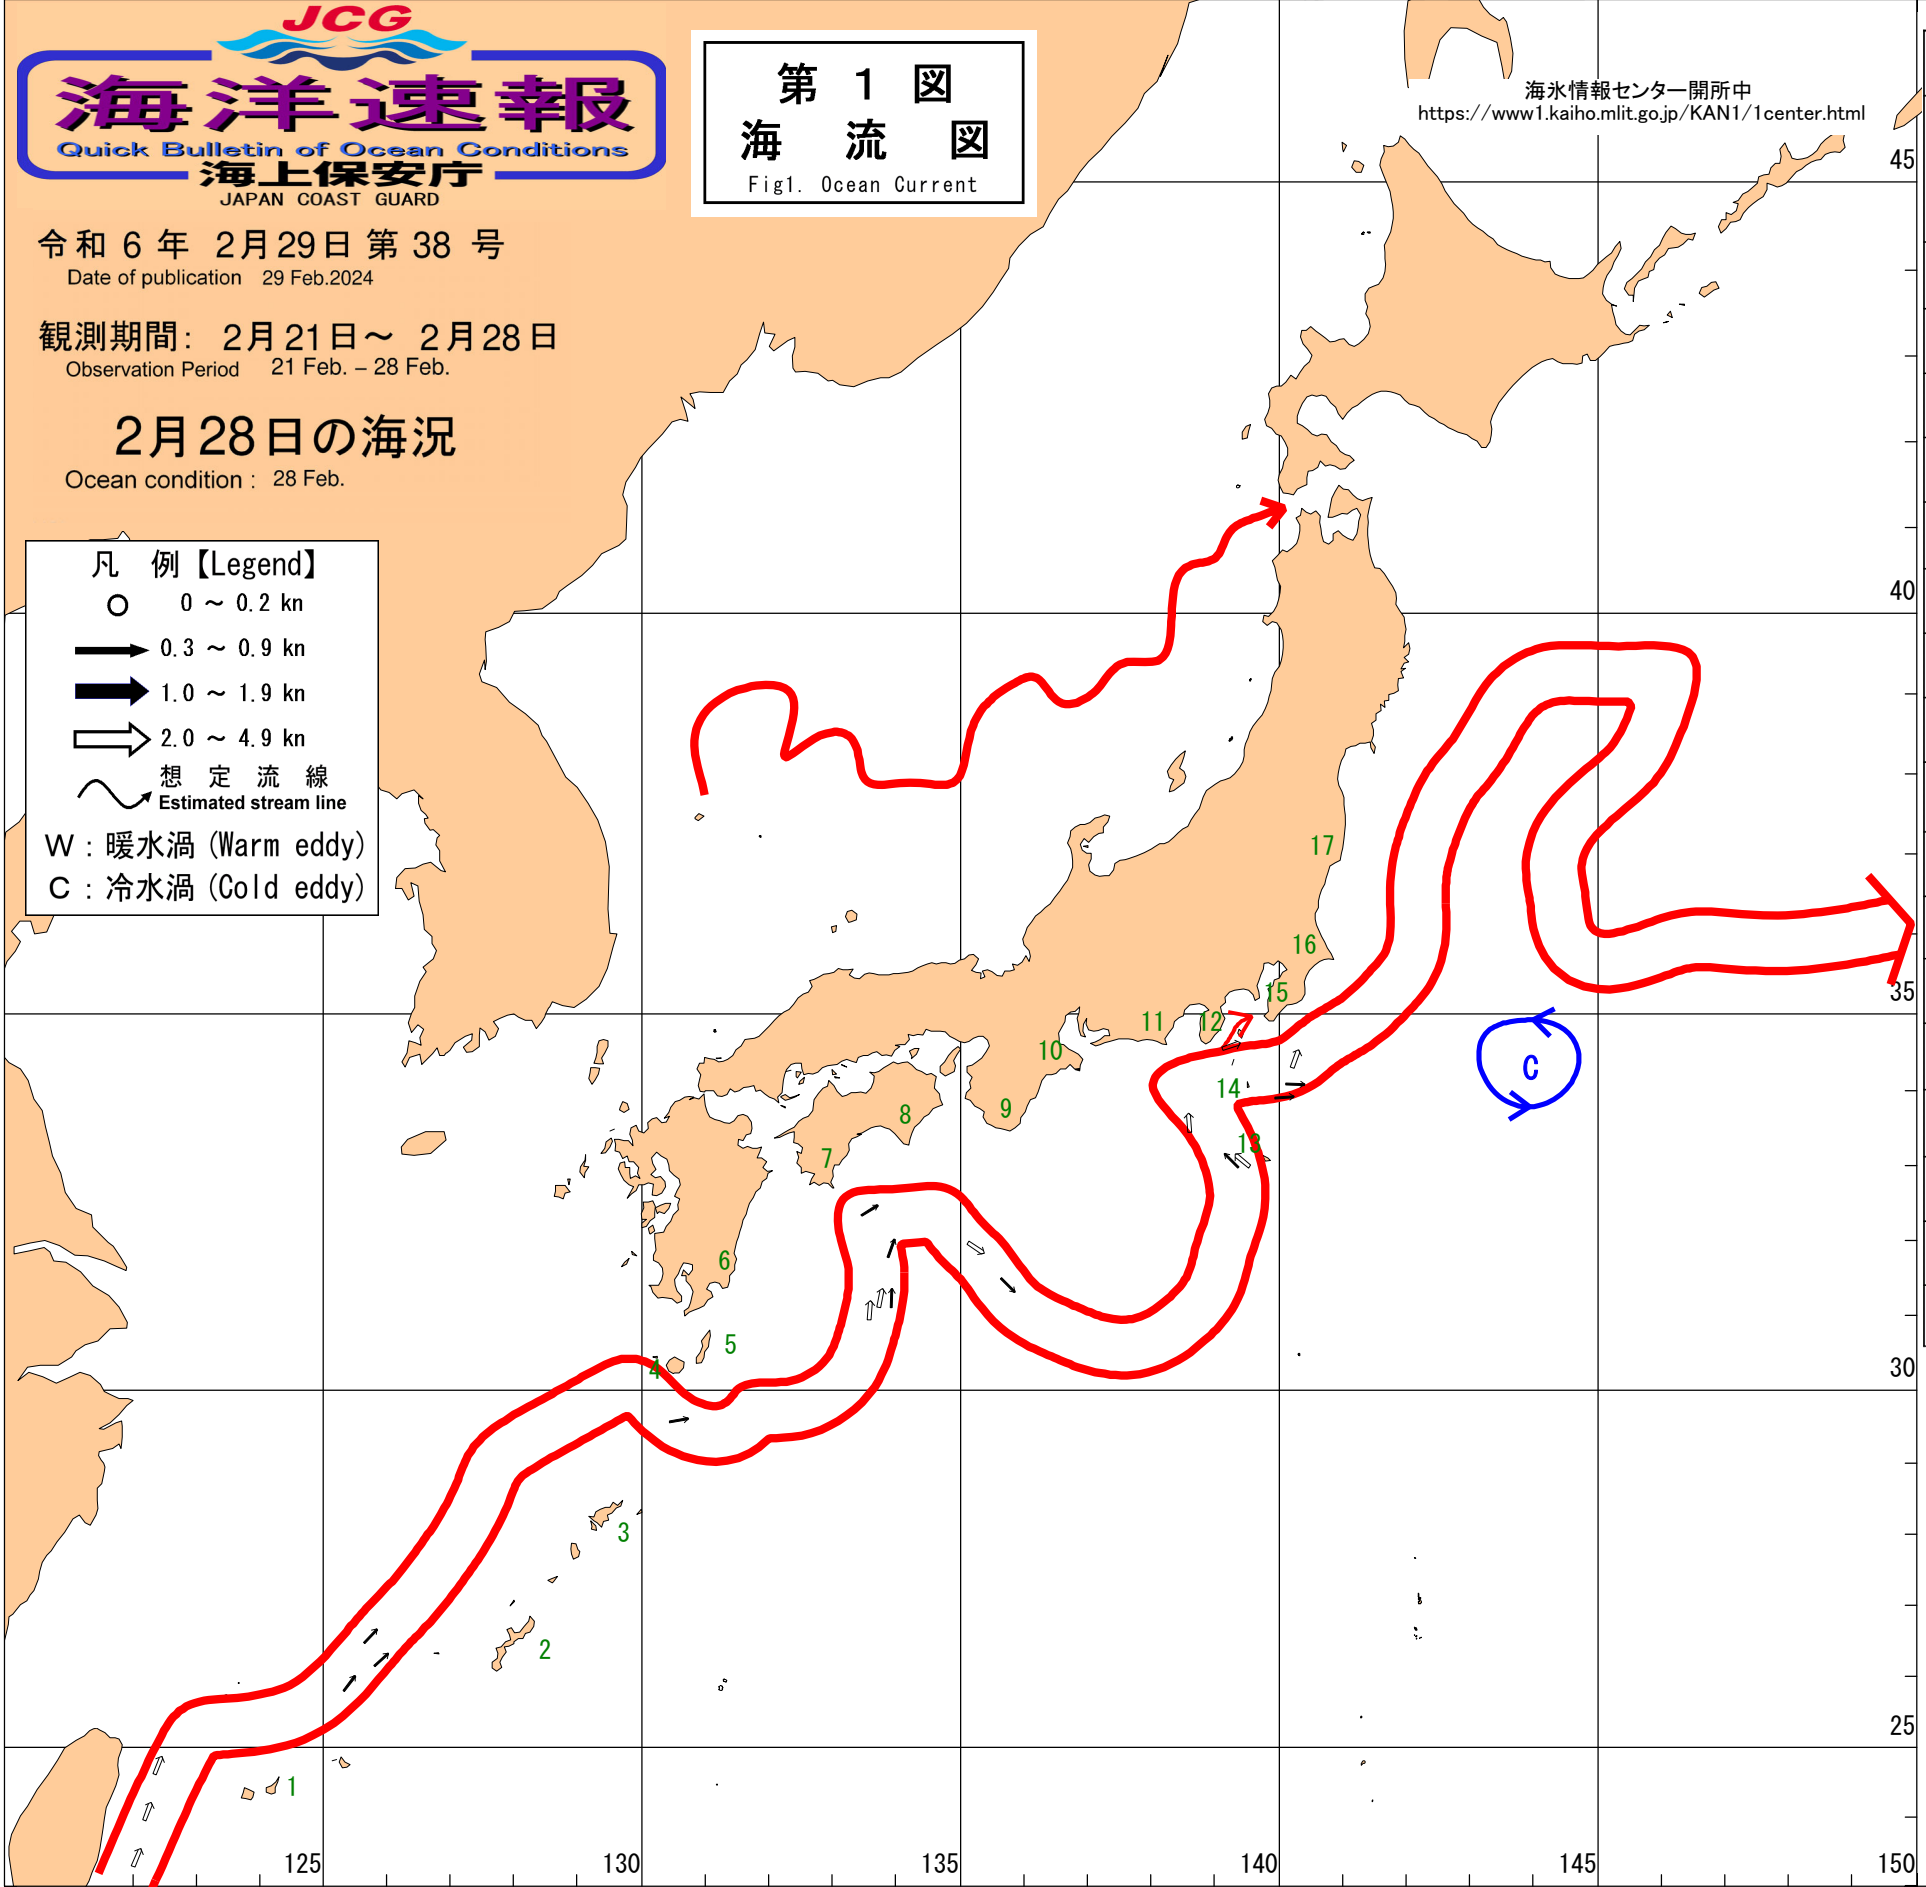 JCG
海洋速報
Quick Bulletin of Ocean Conditions
海上保安庁
JAPAN COAST GUARD
令和 6 年 2月29日 第 38 号
Date of publication 29 Feb.2024
観測期間: 2月21日～ 2月28日
Observation Period 21 Feb. – 28 Feb.
2月28日の海況
Ocean condition : 28 Feb.
第 1 図
海 流 図
Fig1. Ocean Current
海氷情報センター開所中
https://www1.kaiho.mlit.go.jp/KAN1/1center.html
凡 例【Legend】
0 ～ 0.2 kn
0.3 ～ 0.9 kn
1.0 ～ 1.9 kn
2.0 ～ 4.9 kn
想 定 流 線
Estimated stream line
W : 暖水渦 (Warm eddy)
C : 冷水渦 (Cold eddy)
45
40
17
16
15
35
12
11
10
C
14
9
8
13
7
6
5
4
30
3
2
25
1
125
130
135
140
145
150